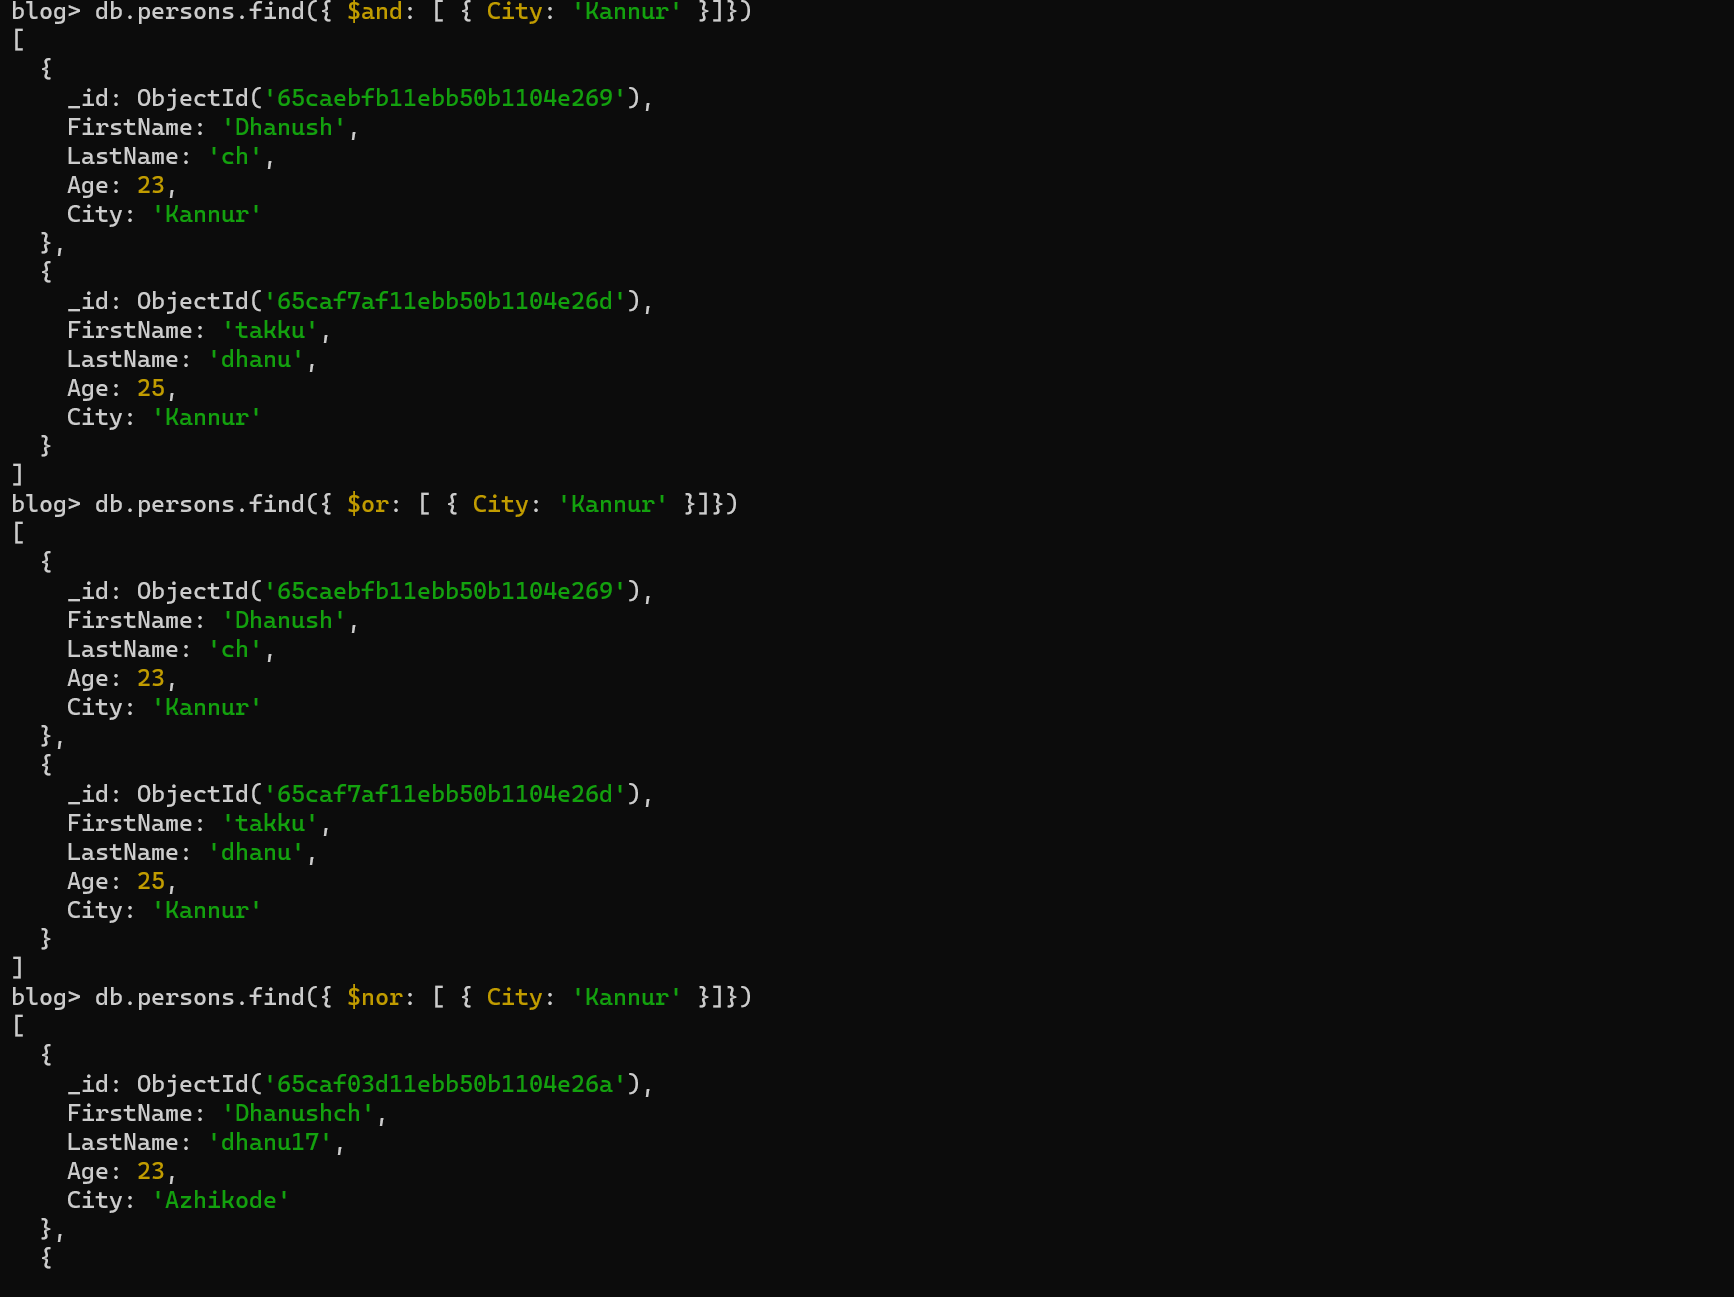 blog> db.persons.find({ $and: [ { City: 'Kannur' }]})
[
  {
    _id: ObjectId('65caebfb11ebb50b1104e269'),
    FirstName: 'Dhanush',
    LastName: 'ch',
    Age: 23,
    City: 'Kannur'
  },
  {
    _id: ObjectId('65caf7af11ebb50b1104e26d'),
    FirstName: 'takku',
    LastName: 'dhanu',
    Age: 25,
    City: 'Kannur'
  }
]
blog> db.persons.find({ $or: [ { City: 'Kannur' }]})
[
  {
    _id: ObjectId('65caebfb11ebb50b1104e269'),
    FirstName: 'Dhanush',
    LastName: 'ch',
    Age: 23,
    City: 'Kannur'
  },
  {
    _id: ObjectId('65caf7af11ebb50b1104e26d'),
    FirstName: 'takku',
    LastName: 'dhanu',
    Age: 25,
    City: 'Kannur'
  }
]
blog> db.persons.find({ $nor: [ { City: 'Kannur' }]})
[
  {
    _id: ObjectId('65caf03d11ebb50b1104e26a'),
    FirstName: 'Dhanushch',
    LastName: 'dhanu17',
    Age: 23,
    City: 'Azhikode'
  },
  {